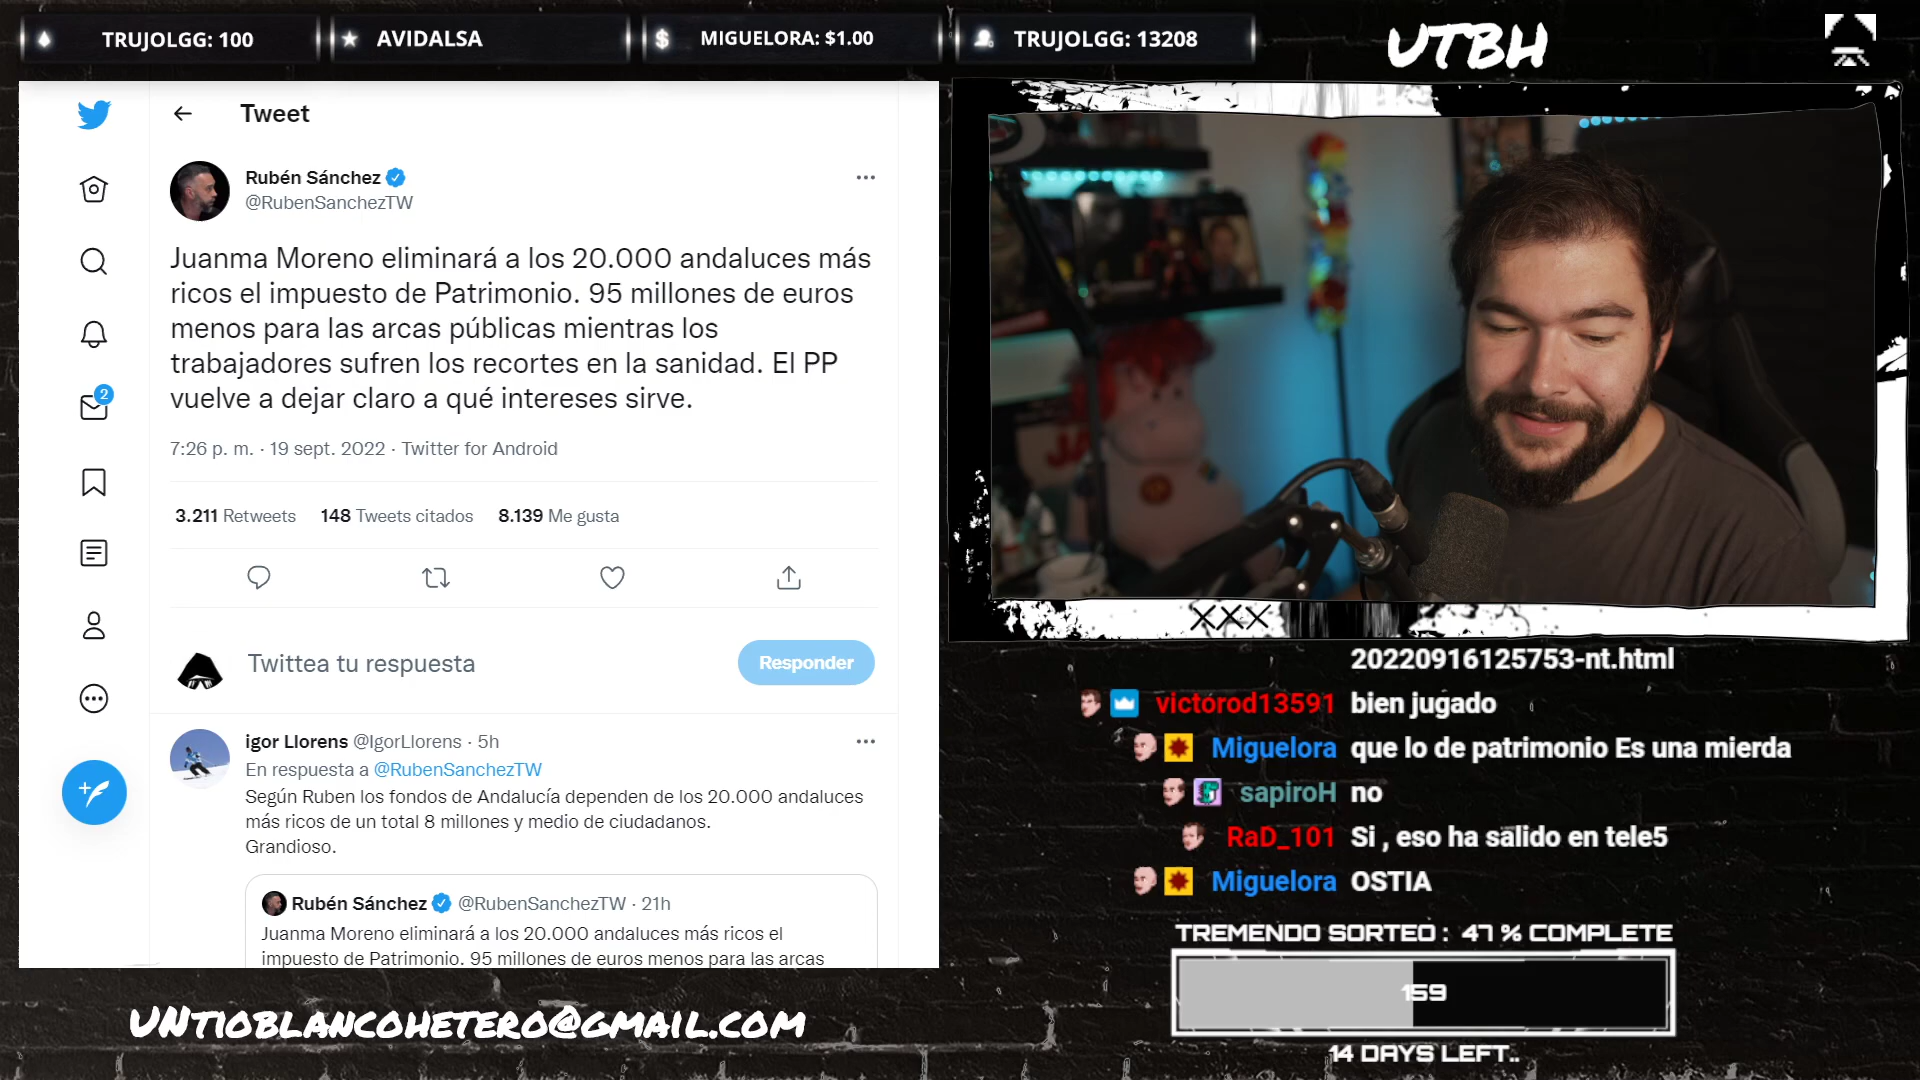 TRUJOLGG: 100
AVIDALSA
MIGUELORA: $1.00
TRUJOLGG: 13208
UTBH
Tweet
Rubén Sánchez
@RubenSanchezTW
Juanma Moreno eliminará a los 20.000 andaluces más
ricos el impuesto de Patrimonio. 95 millones de euros
menos para las arcas públicas mientras los
trabajadores sufren los recortes en la sanidad. El PP
vuelve a dejar claro a qué intereses sirve.
7:26 p. m. · 19 sept. 2022 · Twitter for Android
3.211 Retweets 148 Tweets citados 8.139 Me gusta
2
Twittea tu respuesta
Responder
igor Llorens @IgorLlorens · 5h
En respuesta a @RubenSanchezTW
Según Ruben los fondos de Andalucía dependen de los 20.000 andaluces
más ricos de un total 8 millones y medio de ciudadanos.
Grandioso.
Rubén Sánchez @RubenSanchezTW · 21h
Juanma Moreno eliminará a los 20.000 andaluces más ricos el
impuesto de Patrimonio. 95 millones de euros menos para las arcas
UNTIOBLANCOHETERO@GMAIL.COM
XXX
20220916125753-nt.html
victorod13591 bien jugado
Miguelora que lo de patrimonio Es una mierda
sapiroH no
RaD_101 Si , eso ha salido en tele5
Miguelora OSTIA
TREMENDO SORTEO : 47 % COMPLETE
159
14 DAYS LEFT..